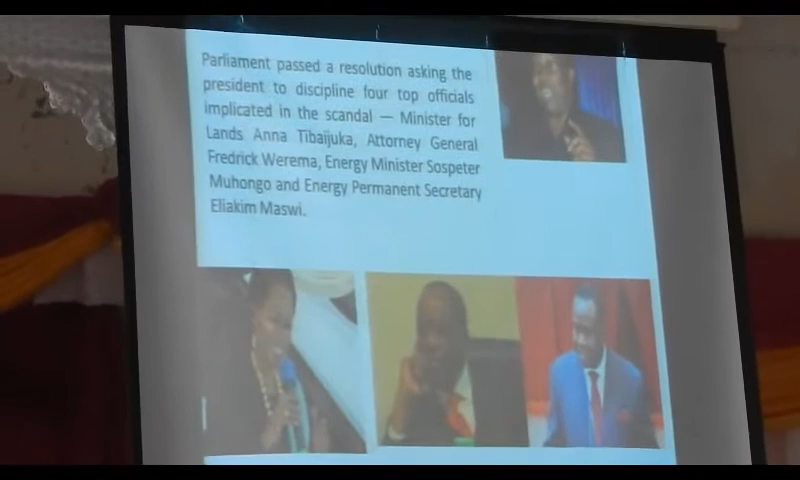 Parliament passed a resolution asking the
president to discipline four top officials
implicated in the scandal — Minister for
Lands Anna Tibaijuka, Attorney General
Fredrick Werema, Energy Minister Sospeter
Muhongo and Energy Permanent Secretary
Eliakim Maswi.